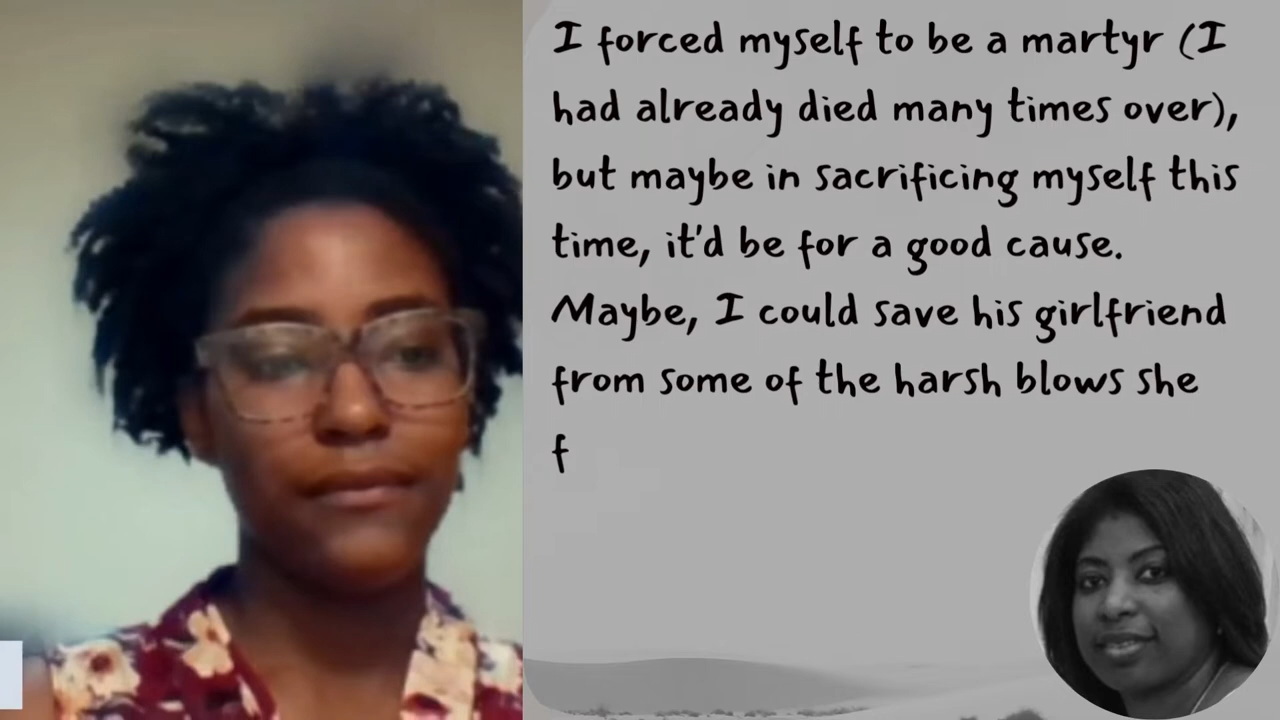 I forced myself to be a martyr (I
had already died many times over),
but maybe in sacrificing myself this
time, it'd be for a good cause.
Maybe, I could save his girlfriend
from some of the harsh blows she
f